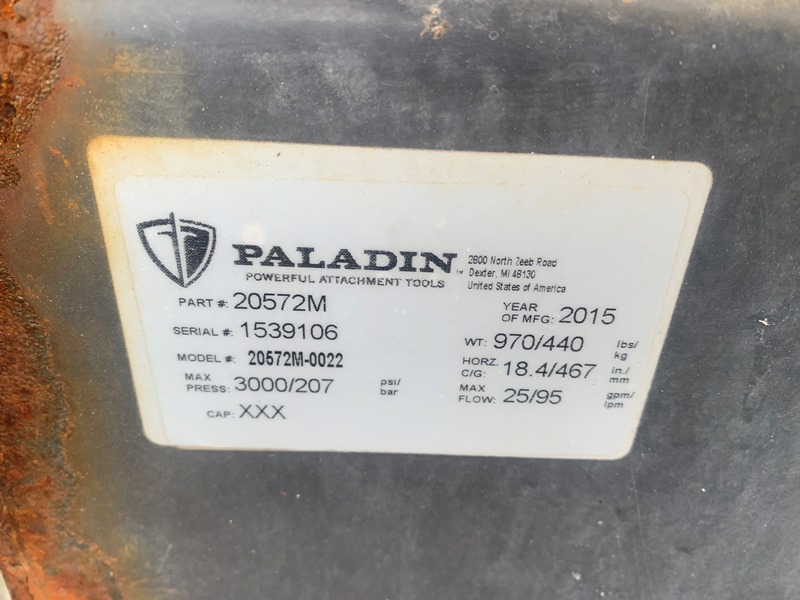 PALADIN™
POWERFUL ATTACHMENT TOOLS
2800 North Zeeb Road
Dexter, MI 48130
United States of America
PART #: 20572M
YEAR OF MFG: 2015
SERIAL #: 1539106
WT: 970/440 lbs/kg
MODEL #: 20572M-0022
HORZ. C/G: 18.4/467 in./mm
MAX PRESS: 3000/207 psi/bar
MAX FLOW: 25/95 gpm/lpm
CAP: XXX